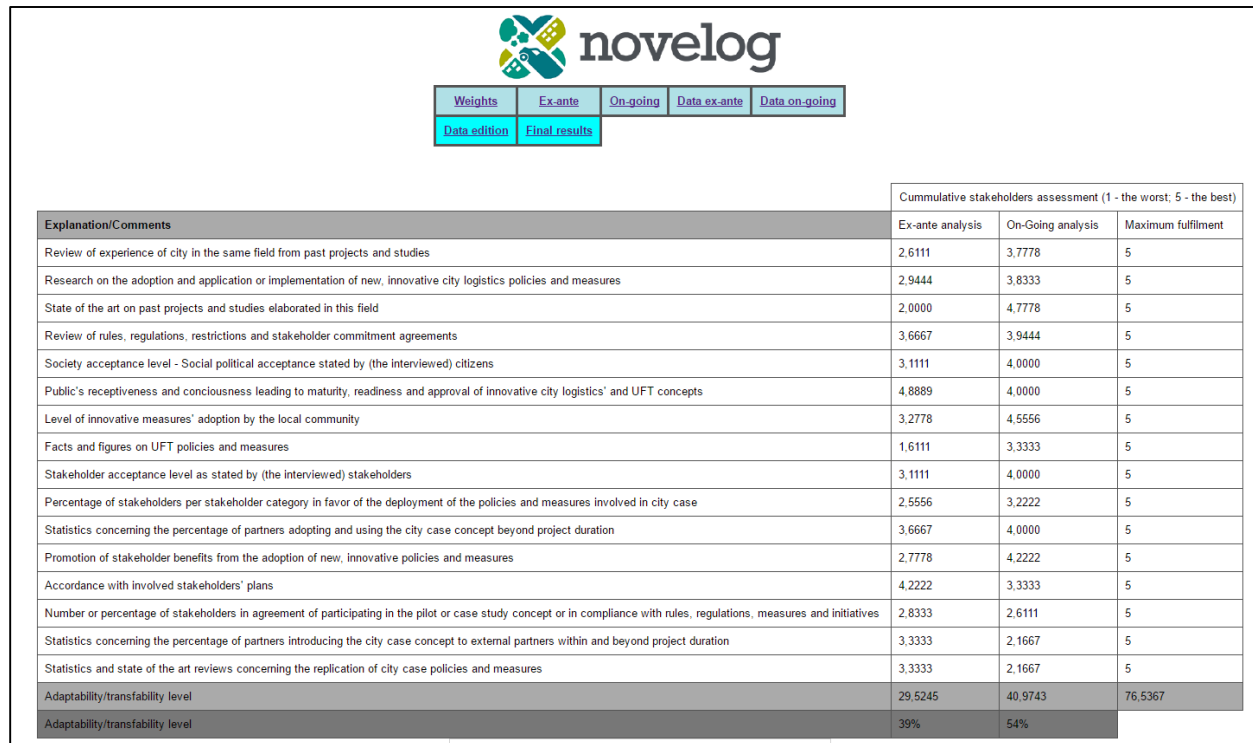 novelog
Weights Ex-ante On-going Data ex-ante Data on-going
Data edition Final results
Cummulative stakeholders assessment (1 - the worst; 5 - the best)
Explanation/Comments Ex-ante analysis On-Going analysis Maximum fulfilment
Review of experience of city in the same field from past projects and studies 2,6111 3,7778 5
Research on the adoption and application or implementation of new, innovative city logistics policies and measures 2,9444 3,8333 5
State of the art on past projects and studies elaborated in this field 2,0000 4,7778 5
Review of rules, regulations, restrictions and stakeholder commitment agreements 3,6667 3,9444 5
Society acceptance level - Social political acceptance stated by (the interviewed) citizens 3,1111 4,0000 5
Public's receptiveness and conciousness leading to maturity, readiness and approval of innovative city logistics' and UFT concepts 4,8889 4,0000 5
Level of innovative measures' adoption by the local community 3,2778 4,5556 5
Facts and figures on UFT policies and measures 1,6111 3,3333 5
Stakeholder acceptance level as stated by (the interviewed) stakeholders 3,1111 4,0000 5
Percentage of stakeholders per stakeholder category in favor of the deployment of the policies and measures involved in city case 2,5556 3,2222 5
Statistics concerning the percentage of partners adopting and using the city case concept beyond project duration 3,6667 4,0000 5
Promotion of stakeholder benefits from the adoption of new, innovative policies and measures 2,7778 4,2222 5
Accordance with involved stakeholders' plans 4,2222 3,3333 5
Number or percentage of stakeholders in agreement of participating in the pilot or case study concept or in compliance with rules, regulations, measures and initiatives 2,8333 2,6111 5
Statistics concerning the percentage of partners introducing the city case concept to external partners within and beyond project duration 3,3333 2,1667 5
Statistics and state of the art reviews concerning the replication of city case policies and measures 3,3333 2,1667 5
Adaptability/transfability level 29,5245 40,9743 76,5367
Adaptability/transfability level 39% 54%